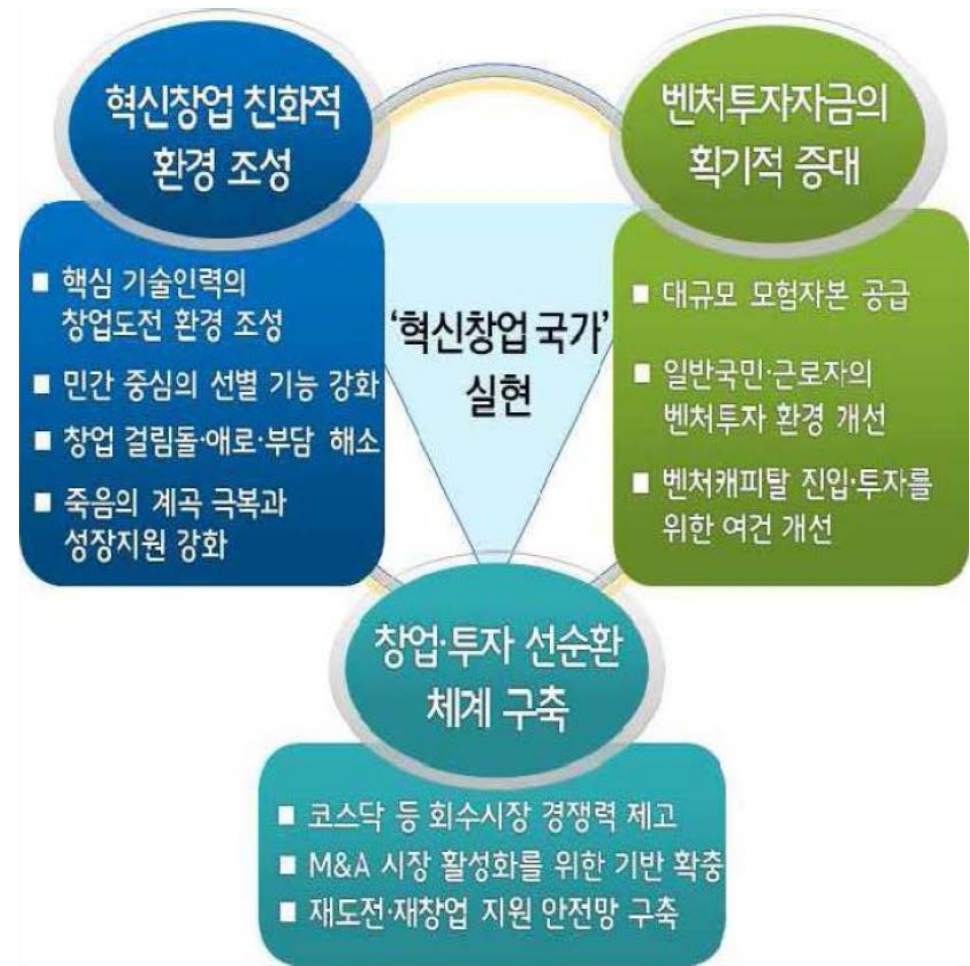 혁신창업 친화적
환경 조성
■ 핵심 기술인력의
창업도전 환경 조성
■ 민간 중심의 선별 기능 강화
■ 창업 걸림돌·애로·부담 해소
■ 죽음의 계곡 극복과
성장지원 강화
'혁신창업 국가'
실현
벤처투자자금의
획기적 증대
■ 대규모 모험자본 공급
■ 일반국민·근로자의
벤처투자 환경 개선
■ 벤처캐피탈 진입·투자를
위한 여건 개선
창업·투자 선순환
체계 구축
■ 코스닥 등 회수시장 경쟁력 제고
■ M&A 시장 활성화를 위한 기반 확충
■ 재도전·재창업 지원 안전망 구축